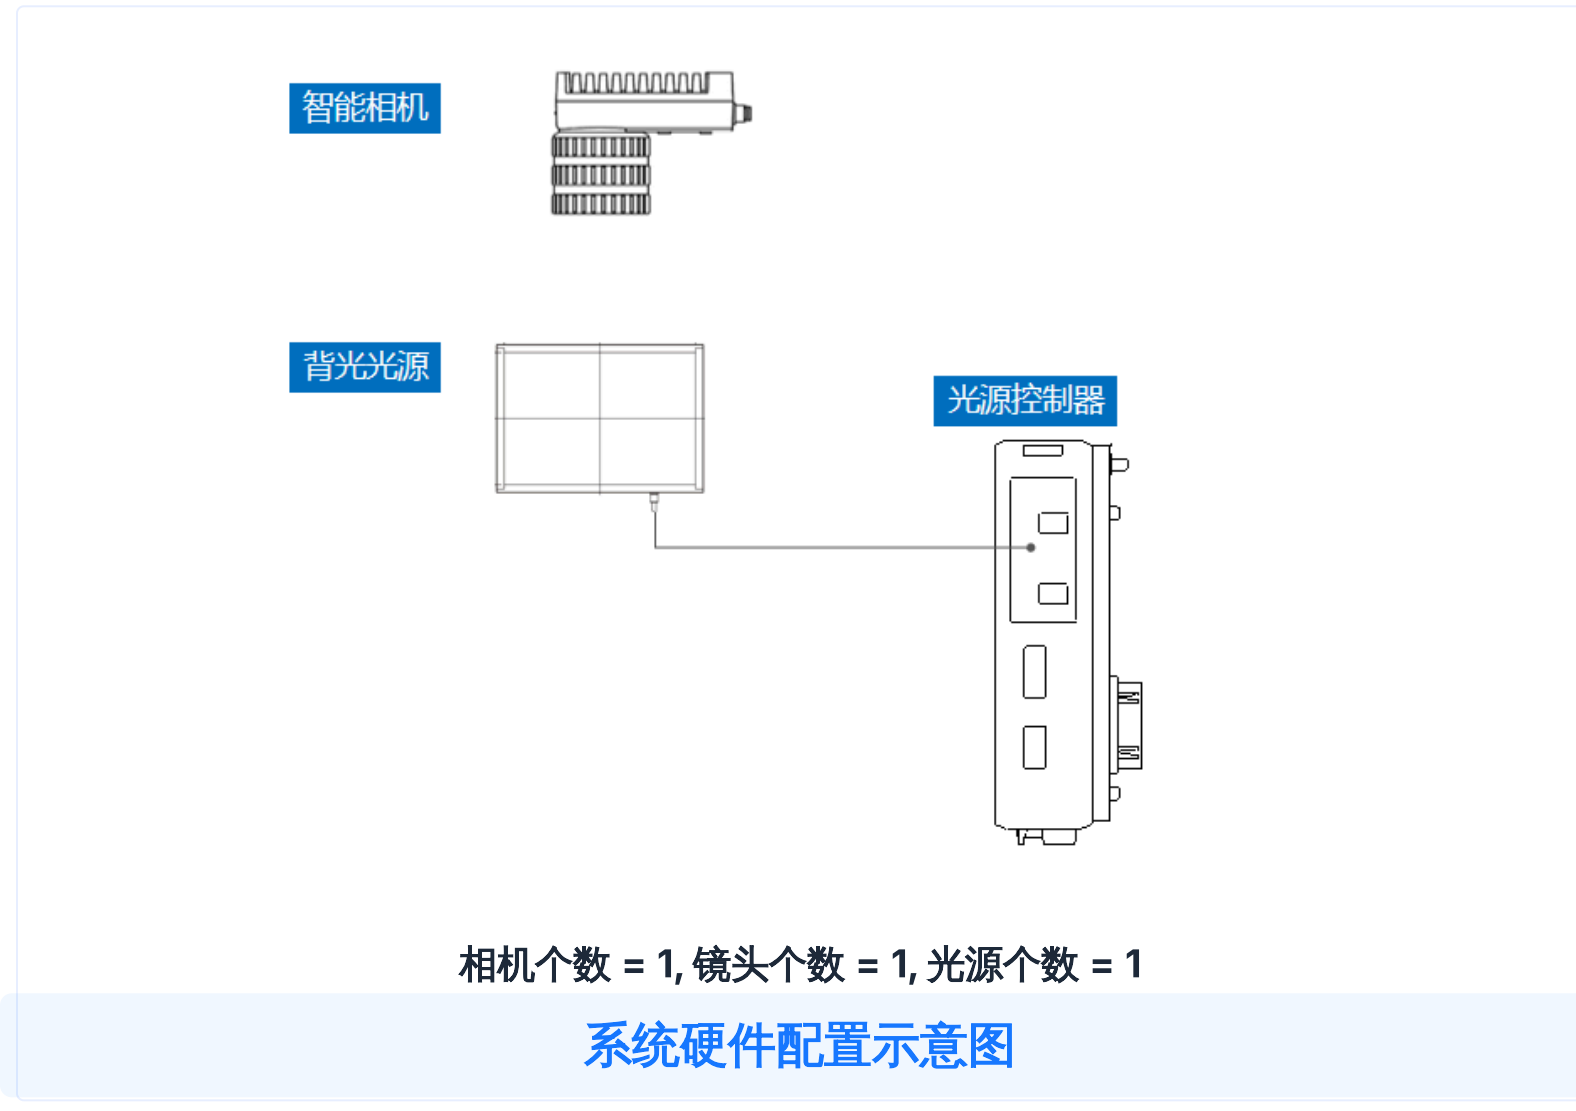 智能相机
背光光源
光源控制器
相机个数 = 1, 镜头个数 = 1, 光源个数 = 1
系统硬件配置示意图